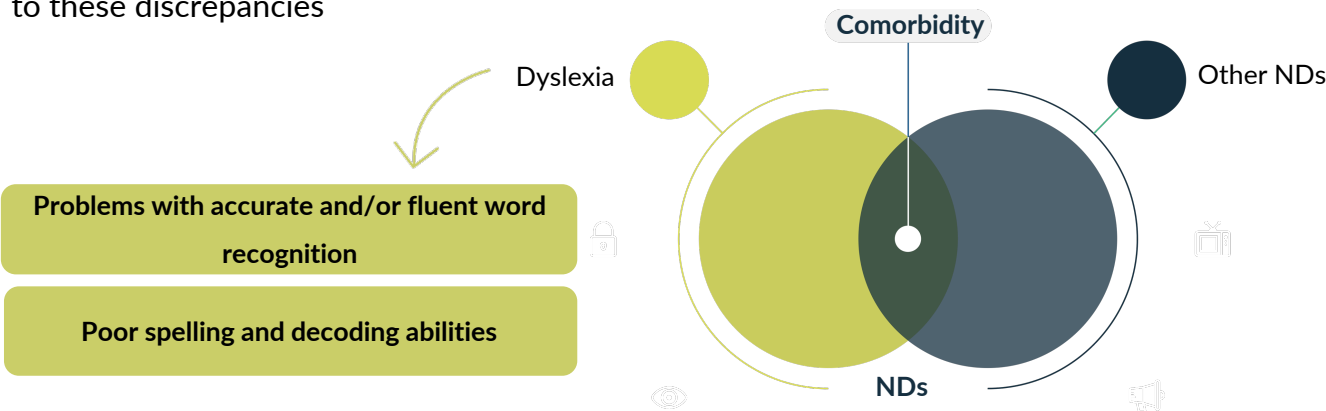 to these discrepancies
Comorbidity
Dyslexia
Other NDs
Problems with accurate and/or fluent word
recognition
Poor spelling and decoding abilities
NDs